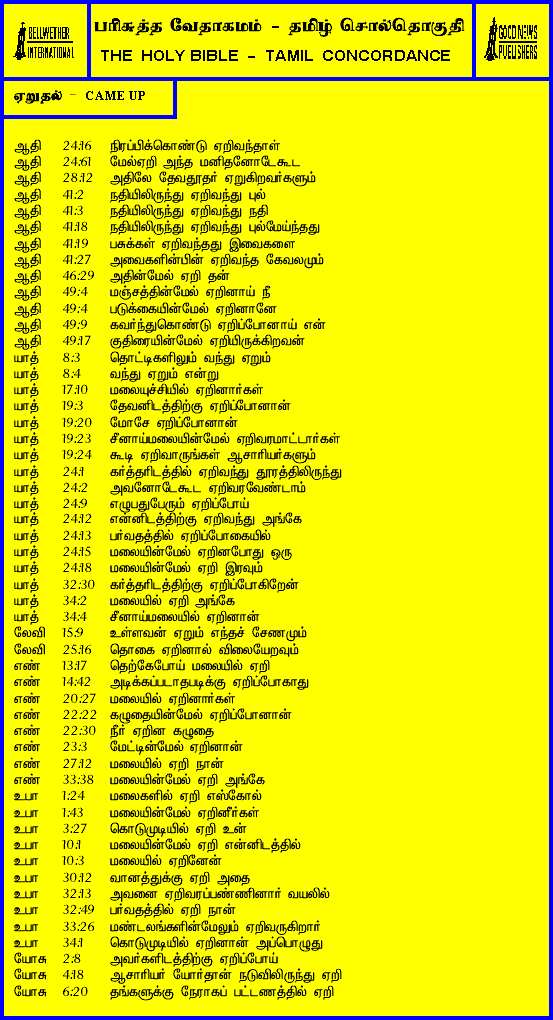 BELLWETHER INTERNATIONAL
பரிசுத்த வேதாகமம் - தமிழ் சொல்தொகுதி
THE HOLY BIBLE - TAMIL CONCORDANCE
GOOD NEWS PUBLISHERS
ஏறுதல் - CAME UP
ஆதி 24:16 நிரப்பிக்கொண்டு ஏறிவந்தாள்
ஆதி 24:61 மேல்ஏறி அந்த மனிதனோடேகூட
ஆதி 28:12 அதிலே தேவதூதர் ஏறுகிறவர்களும்
ஆதி 41:2 நதியிலிருந்து ஏறிவந்து புல்
ஆதி 41:3 நதியிலிருந்து ஏறிவந்து நதி
ஆதி 41:18 நதியிலிருந்து ஏறிவந்து புல்மேய்ந்தது
ஆதி 41:19 பசுக்கள் ஏறிவந்தது இவைகளை
ஆதி 41:27 அவைகளின்பின் ஏறிவந்த கேவலமும்
ஆதி 46:29 அதின்மேல் ஏறி தன்
ஆதி 49:4 மஞ்சத்தின்மேல் ஏறினாய் நீ
ஆதி 49:4 படுக்கையின்மேல் ஏறினானே
ஆதி 49:9 கவர்ந்துகொண்டு ஏறிப்போனாய் என்
ஆதி 49:17 குதிரையின்மேல் ஏறியிருக்கிறவன்
யாத் 8:3 தொட்டிகளிலும் வந்து ஏறும்
யாத் 8:4 வந்து ஏறும் என்று
யாத் 17:10 மலையுச்சியில் ஏறினார்கள்
யாத் 19:3 தேவனிடத்திற்கு ஏறிப்போனான்
யாத் 19:20 மோசே ஏறிப்போனான்
யாத் 19:23 சீனாய்மலையின்மேல் ஏறிவரமாட்டார்கள்
யாத் 19:24 கூடி ஏறிவாருங்கள் ஆசாரியர்களும்
யாத் 24:1 கர்த்தரிடத்தில் ஏறிவந்து தூரத்திலிருந்து
யாத் 24:2 அவனோடேகூட ஏறிவரவேண்டாம்
யாத் 24:9 எழுபதுபேரும் ஏறிப்போய்
யாத் 24:12 என்னிடத்திற்கு ஏறிவந்து அங்கே
யாத் 24:13 பர்வதத்தில் ஏறிப்போகையில்
யாத் 24:15 மலையின்மேல் ஏறினபோது ஒரு
யாத் 24:18 மலையின்மேல் ஏறி இரவும்
யாத் 32:30 கர்த்தரிடத்திற்கு ஏறிப்போகிறேன்
யாத் 34:2 மலையில் ஏறி அங்கே
யாத் 34:4 சீனாய்மலையில் ஏறினான்
லேவி 15:9 உள்ளவன் ஏறும் எந்தச் சேணமும்
லேவி 25:16 தொகை ஏறினால் விலையேறவும்
எண் 13:17 தெற்கேபோய் மலையில் ஏறி
எண் 14:42 அடிக்கப்படாதபடிக்கு ஏறிப்போகாது
எண் 20:27 மலையில் ஏறினார்கள்
எண் 22:22 கழுதையின்மேல் ஏறிப்போனான்
எண் 22:30 நீர் ஏறின கழுதை
எண் 23:3 மேட்டின்மேல் ஏறினான்
எண் 27:12 மலையில் ஏறி நான்
எண் 33:38 மலையின்மேல் ஏறி அங்கே
உபா 1:24 மலைகளில் ஏறி எஸ்கோல்
உபா 1:43 மலையின்மேல் ஏறினீர்கள்
உபா 3:27 கொடுமுடியில் ஏறி உன்
உபா 10:1 மலையின்மேல் ஏறி என்னிடத்தில்
உபா 10:3 மலையில் ஏறினேன்
உபா 30:12 வானத்துக்கு ஏறி அதை
உபா 32:13 அவனை ஏறிவரப்பண்ணினார் வயலில்
உபா 32:49 பர்வதத்தில் ஏறி நான்
உபா 33:26 மண்டலங்களின்மேலும் ஏறிவருகிறார்
உபா 34:1 கொடுமுடியில் ஏறினான் அப்பொழுது
யோசு 2:8 அவர்களிடத்திற்கு ஏறிப்போய்
யோசு 4:18 ஆசாரியர் யோர்தான் நடுவிலிருந்து ஏறி
யோசு 6:20 தங்களுக்கு நேராகப் பட்டணத்தில் ஏறி